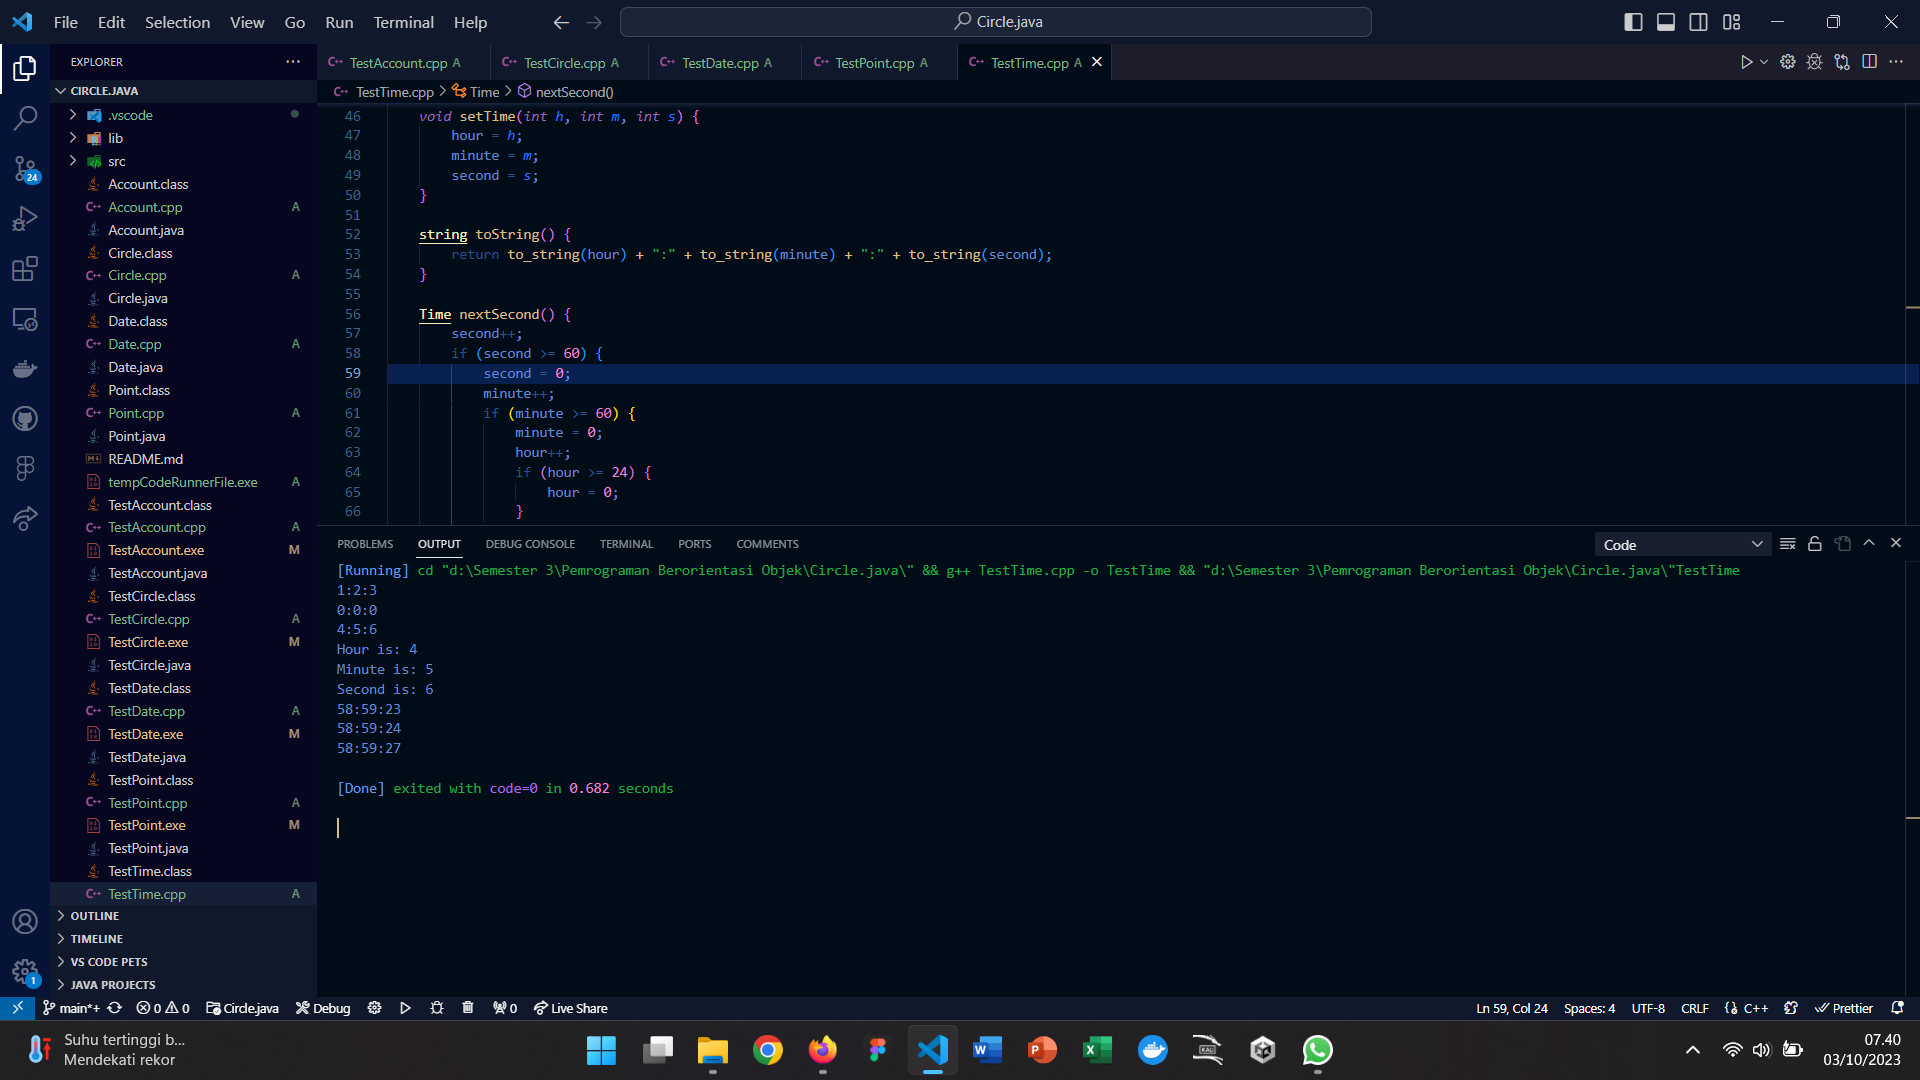 File Edit Selection View Go Run Terminal Help
Circle.java
EXPLORER
CIRCLE.JAVA
.vscode
lib
src
Account.class
Account.cpp A
Account.java
Circle.class
Circle.cpp A
Circle.java
Date.class
Date.cpp A
Date.java
Point.class
Point.cpp A
Point.java
README.md
tempCodeRunnerFile.exe A
TestAccount.class
TestAccount.cpp A
TestAccount.exe M
TestAccount.java
TestCircle.class
TestCircle.cpp A
TestCircle.exe M
TestCircle.java
TestDate.class
TestDate.cpp A
TestDate.exe M
TestDate.java
TestPoint.class
TestPoint.cpp A
TestPoint.exe M
TestPoint.java
TestTime.class
TestTime.cpp A
OUTLINE
TIMELINE
VS CODE PETS
JAVA PROJECTS
24
1
TestAccount.cpp A TestCircle.cpp A TestDate.cpp A TestPoint.cpp A TestTime.cpp A
TestTime.cpp > Time > nextSecond()
46 void setTime(int h, int m, int s) {
47 hour = h;
48 minute = m;
49 second = s;
50 }
51
52 string toString() {
53 return to_string(hour) + ":" + to_string(minute) + ":" + to_string(second);
54 }
55
56 Time nextSecond() {
57 second++;
58 if (second >= 60) {
59 second = 0;
60 minute++;
61 if (minute >= 60) {
62 minute = 0;
63 hour++;
64 if (hour >= 24) {
65 hour = 0;
66 }
PROBLEMS OUTPUT DEBUG CONSOLE TERMINAL PORTS COMMENTS
Code
[Running] cd "d:\Semester 3\Pemrograman Berorientasi Objek\Circle.java\" && g++ TestTime.cpp -o TestTime && "d:\Semester 3\Pemrograman Berorientasi Objek\Circle.java\"TestTime
1:2:3
0:0:0
4:5:6
Hour is: 4
Minute is: 5
Second is: 6
58:59:23
58:59:24
58:59:27
[Done] exited with code=0 in 0.682 seconds
main*+ 0 0 Circle.java Debug 0 Live Share
Ln 59, Col 24 Spaces: 4 UTF-8 CRLF {} C++ Prettier
Suhu tertinggi b...
Mendekati rekor
KALI
07.40
03/10/2023